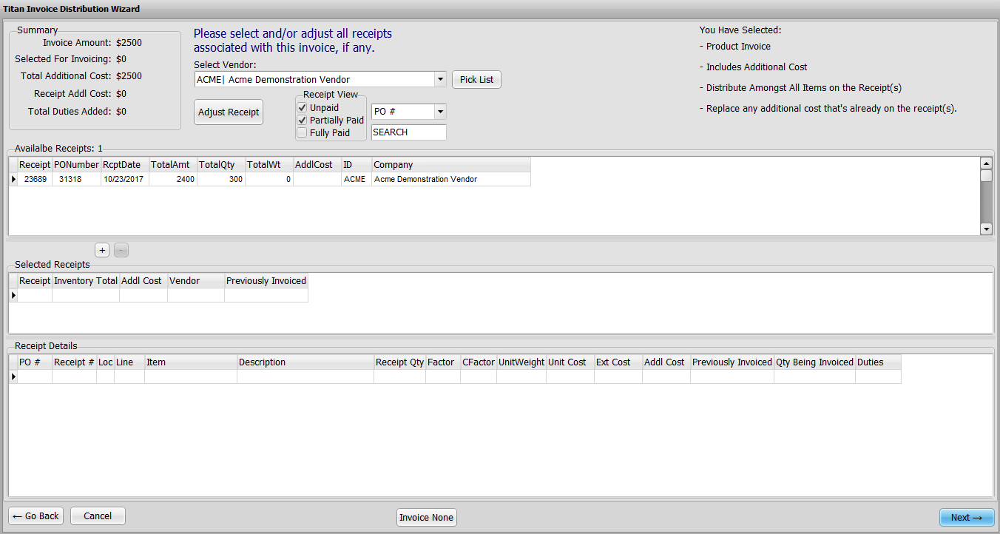 Titan Invoice Distribution Wizard
Summary
Invoice Amount: $2500
Selected For Invoicing: $0
Total Additional Cost: $2500
Receipt Addl Cost: $0
Total Duties Added: $0
Please select and/or adjust all receipts
associated with this invoice, if any.
Select Vendor:
ACME| Acme Demonstration Vendor
Pick List
Adjust Receipt
Receipt View
Unpaid
Partially Paid
Fully Paid
PO #
SEARCH
You Have Selected:
- Product Invoice
- Includes Additional Cost
- Distribute Amongst All Items on the Receipt(s)
- Replace any additional cost that's already on the receipt(s).
Availalbe Receipts: 1
Receipt PONumber RcptDate TotalAmt TotalQty TotalWt AddlCost ID Company
23689 31318 10/23/2017 2400 300 0 ACME Acme Demonstration Vendor
+ -
Selected Receipts
Receipt Inventory Total Addl Cost Vendor Previously Invoiced
Receipt Details
PO # Receipt # Loc Line Item Description Receipt Qty Factor CFactor UnitWeight Unit Cost Ext Cost Addl Cost Previously Invoiced Qty Being Invoiced Duties
← Go Back Cancel Invoice None Next →